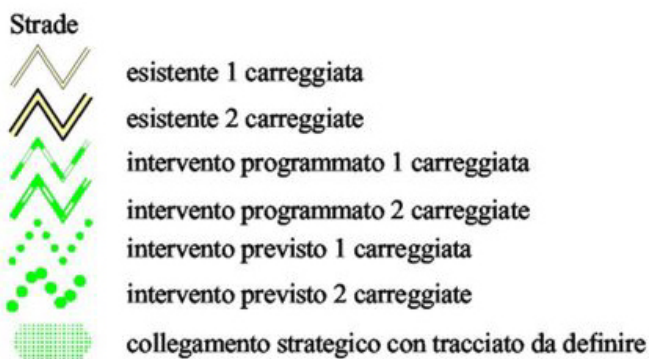 Strade
esistente 1 carreggiata
esistente 2 carreggiate
intervento programmato 1 carreggiata
intervento programmato 2 carreggiate
intervento previsto 1 carreggiata
intervento previsto 2 carreggiate
collegamento strategico con tracciato da definire